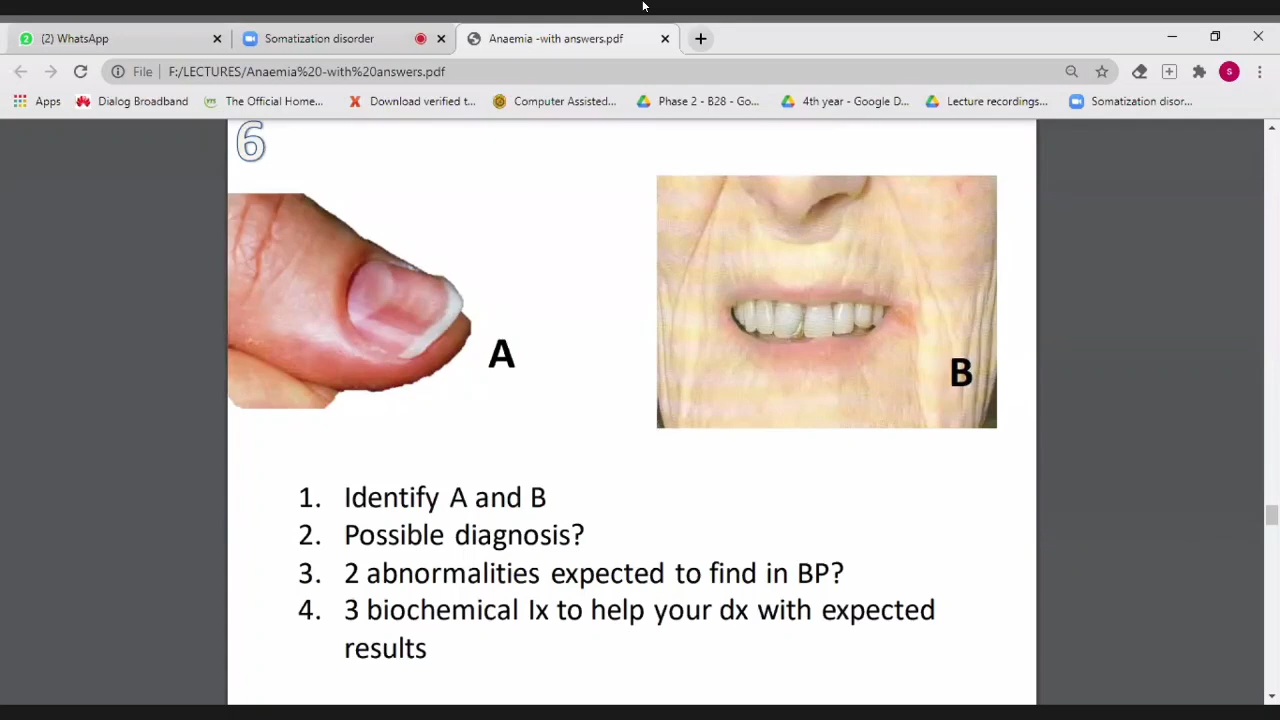 (2) WhatsApp
Somatization disorder
Anaemia -with answers.pdf
File F:/LECTURES/Anaemia%20-with%20answers.pdf
S
Apps Dialog Broadband The Official Home... Download verified t... Computer Assisted... Phase 2 - B2B - Go... 4th year - Google D... Lecture recordings... Somatization disor...
6
A
B
1. Identify A and B
2. Possible diagnosis?
3. 2 abnormalities expected to find in BP?
4. 3 biochemical Ix to help your dx with expected
results